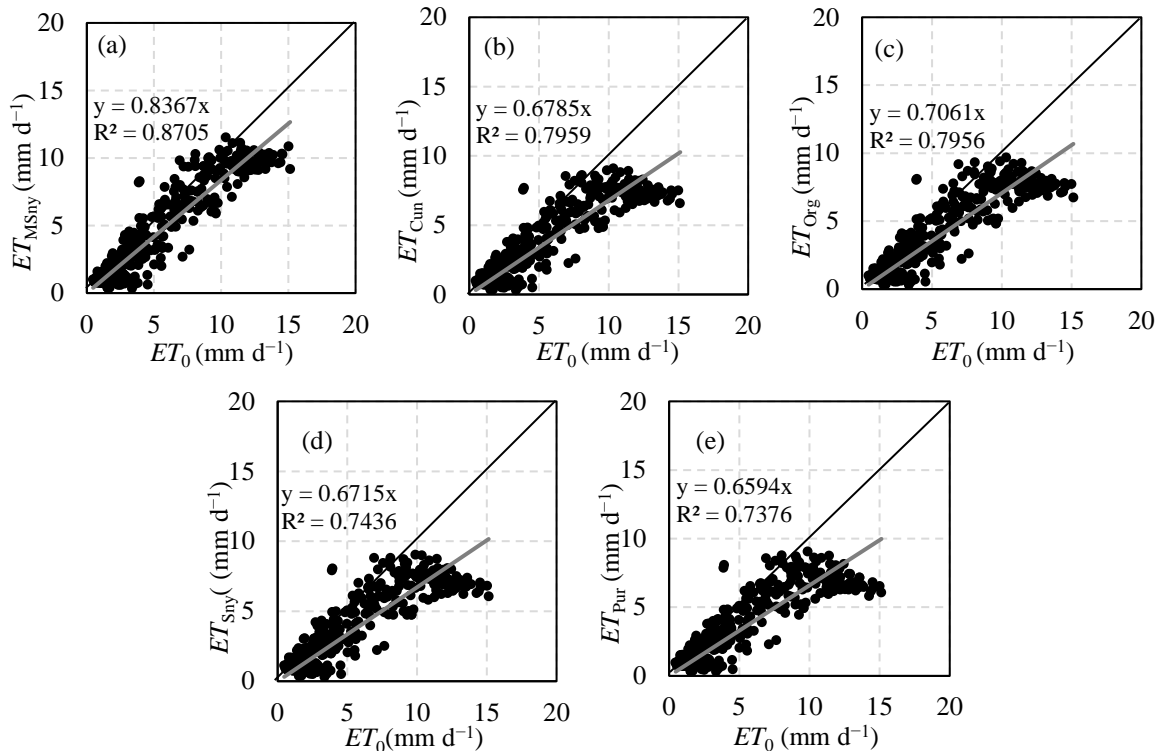 (a)
y = 0.8367x
R² = 0.8705
ET_MSny (mm d⁻¹)
20
15
10
5
0
0 5 10 15 20
ET₀ (mm d⁻¹)
(b)
y = 0.6785x
R² = 0.7959
ET_Cun (mm d⁻¹)
20
15
10
5
0
0 5 10 15 20
ET₀ (mm d⁻¹)
(c)
y = 0.7061x
R² = 0.7956
ET_Org (mm d⁻¹)
20
15
10
5
0
0 5 10 15 20
ET₀ (mm d⁻¹)
(d)
y = 0.6715x
R² = 0.7436
ET_Sny( (mm d⁻¹)
20
15
10
5
0
0 5 10 15 20
ET₀(mm d⁻¹)
(e)
y = 0.6594x
R² = 0.7376
ET_Pur (mm d⁻¹)
20
15
10
5
0
0 5 10 15 20
ET₀ (mm d⁻¹)